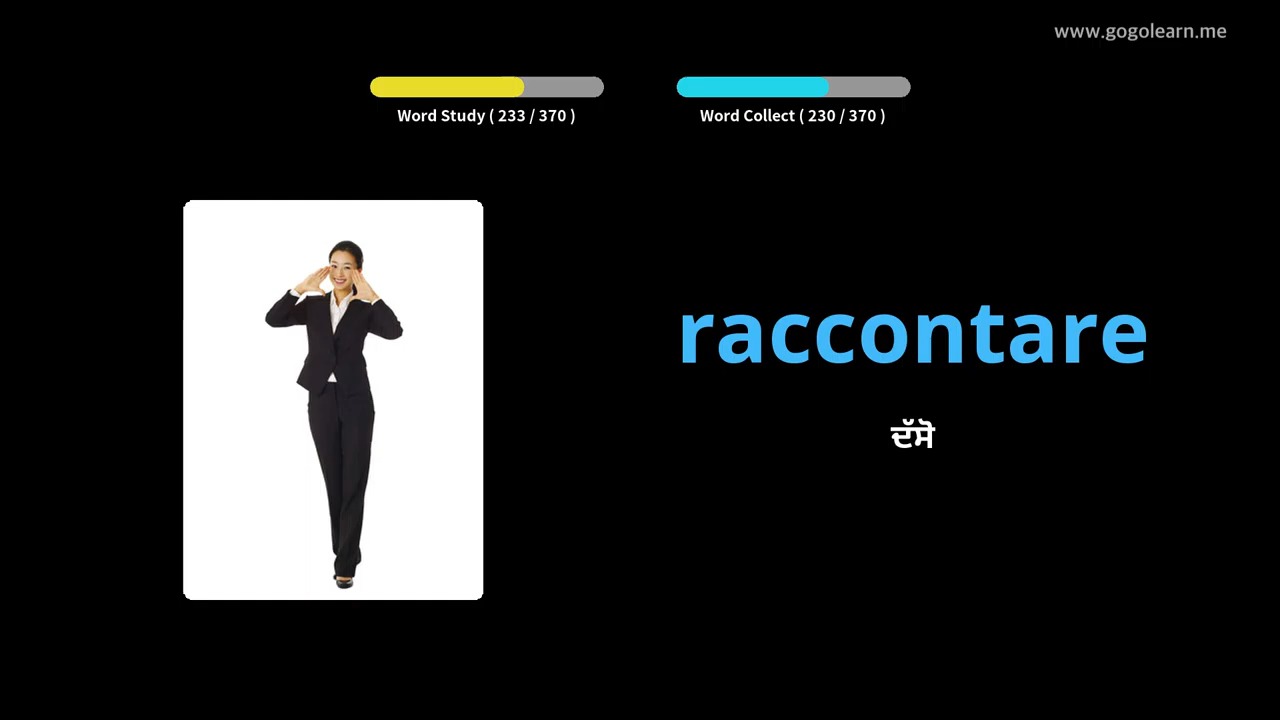 www.gogolearn.me
Word Study ( 233 / 370 )
Word Collect ( 230 / 370 )
raccontare
ਦੱਸੋ